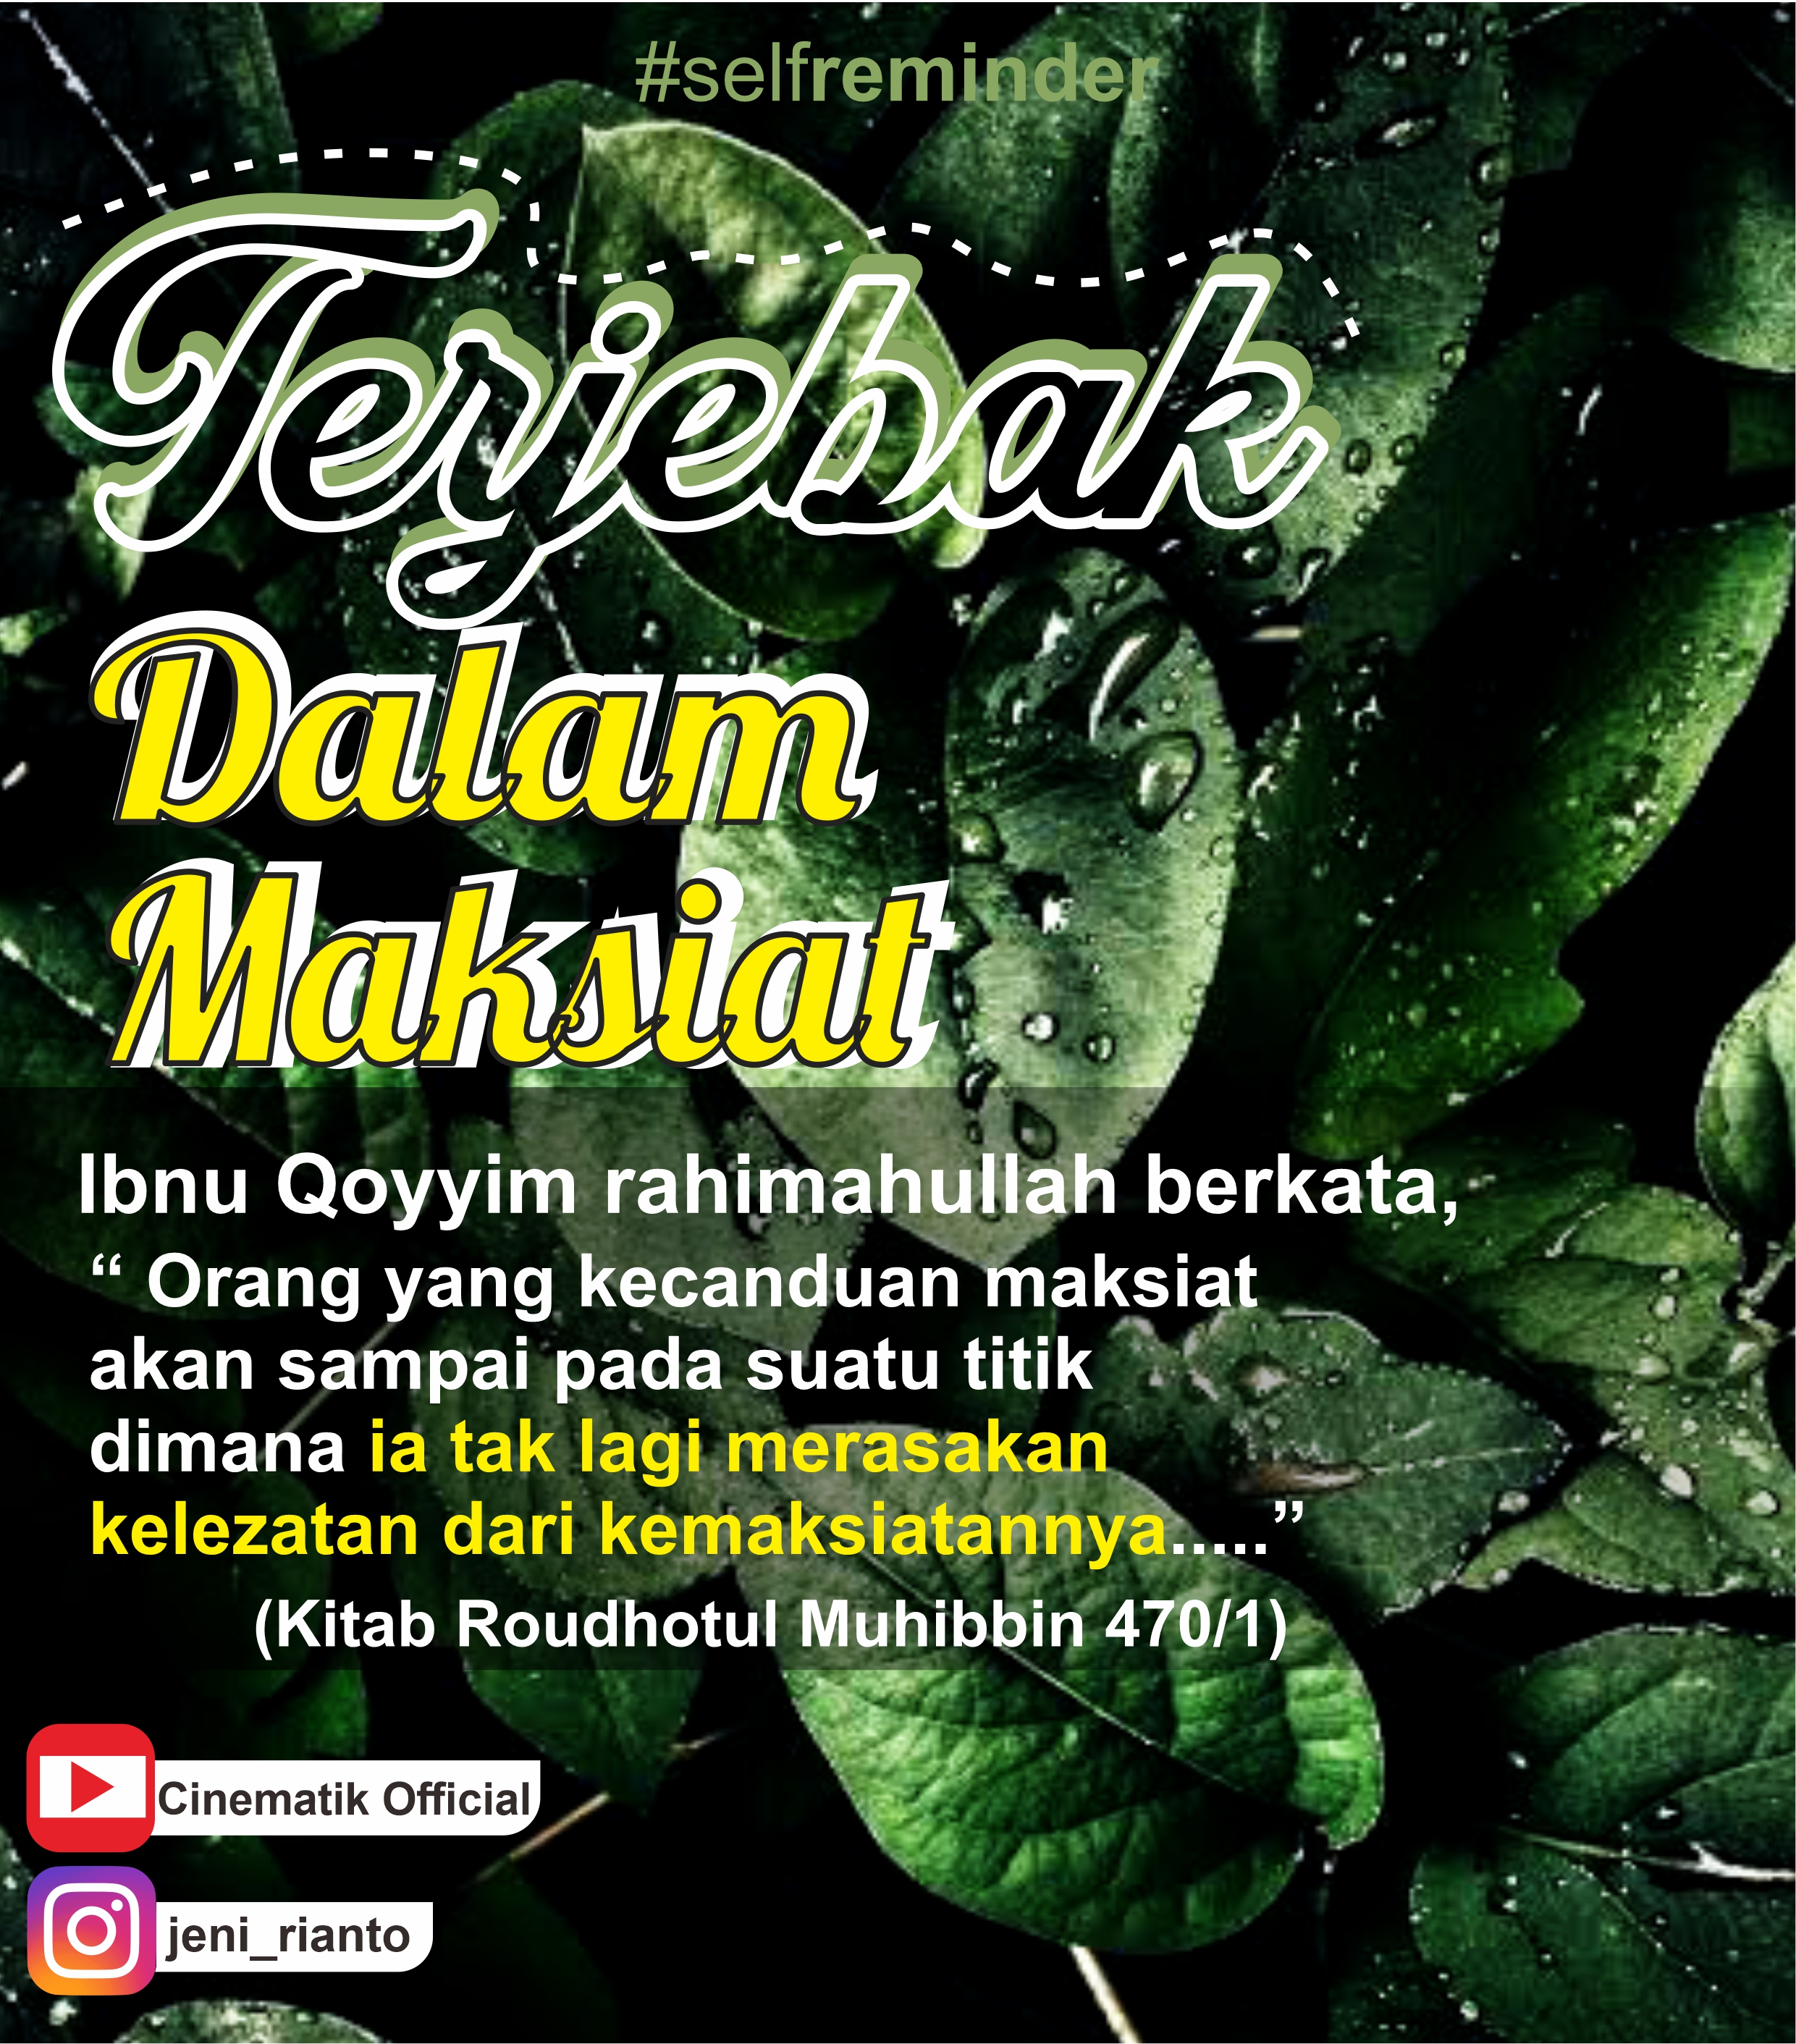 #selfreminder
Terjebak
Dalam
Maksiat
Ibnu Qoyyim rahimahullah berkata,
“ Orang yang kecanduan maksiat
akan sampai pada suatu titik
dimana ia tak lagi merasakan
kelezatan dari kemaksiatannya.....”
(Kitab Roudhotul Muhibbin 470/1)
Cinematik Official
jeni_rianto